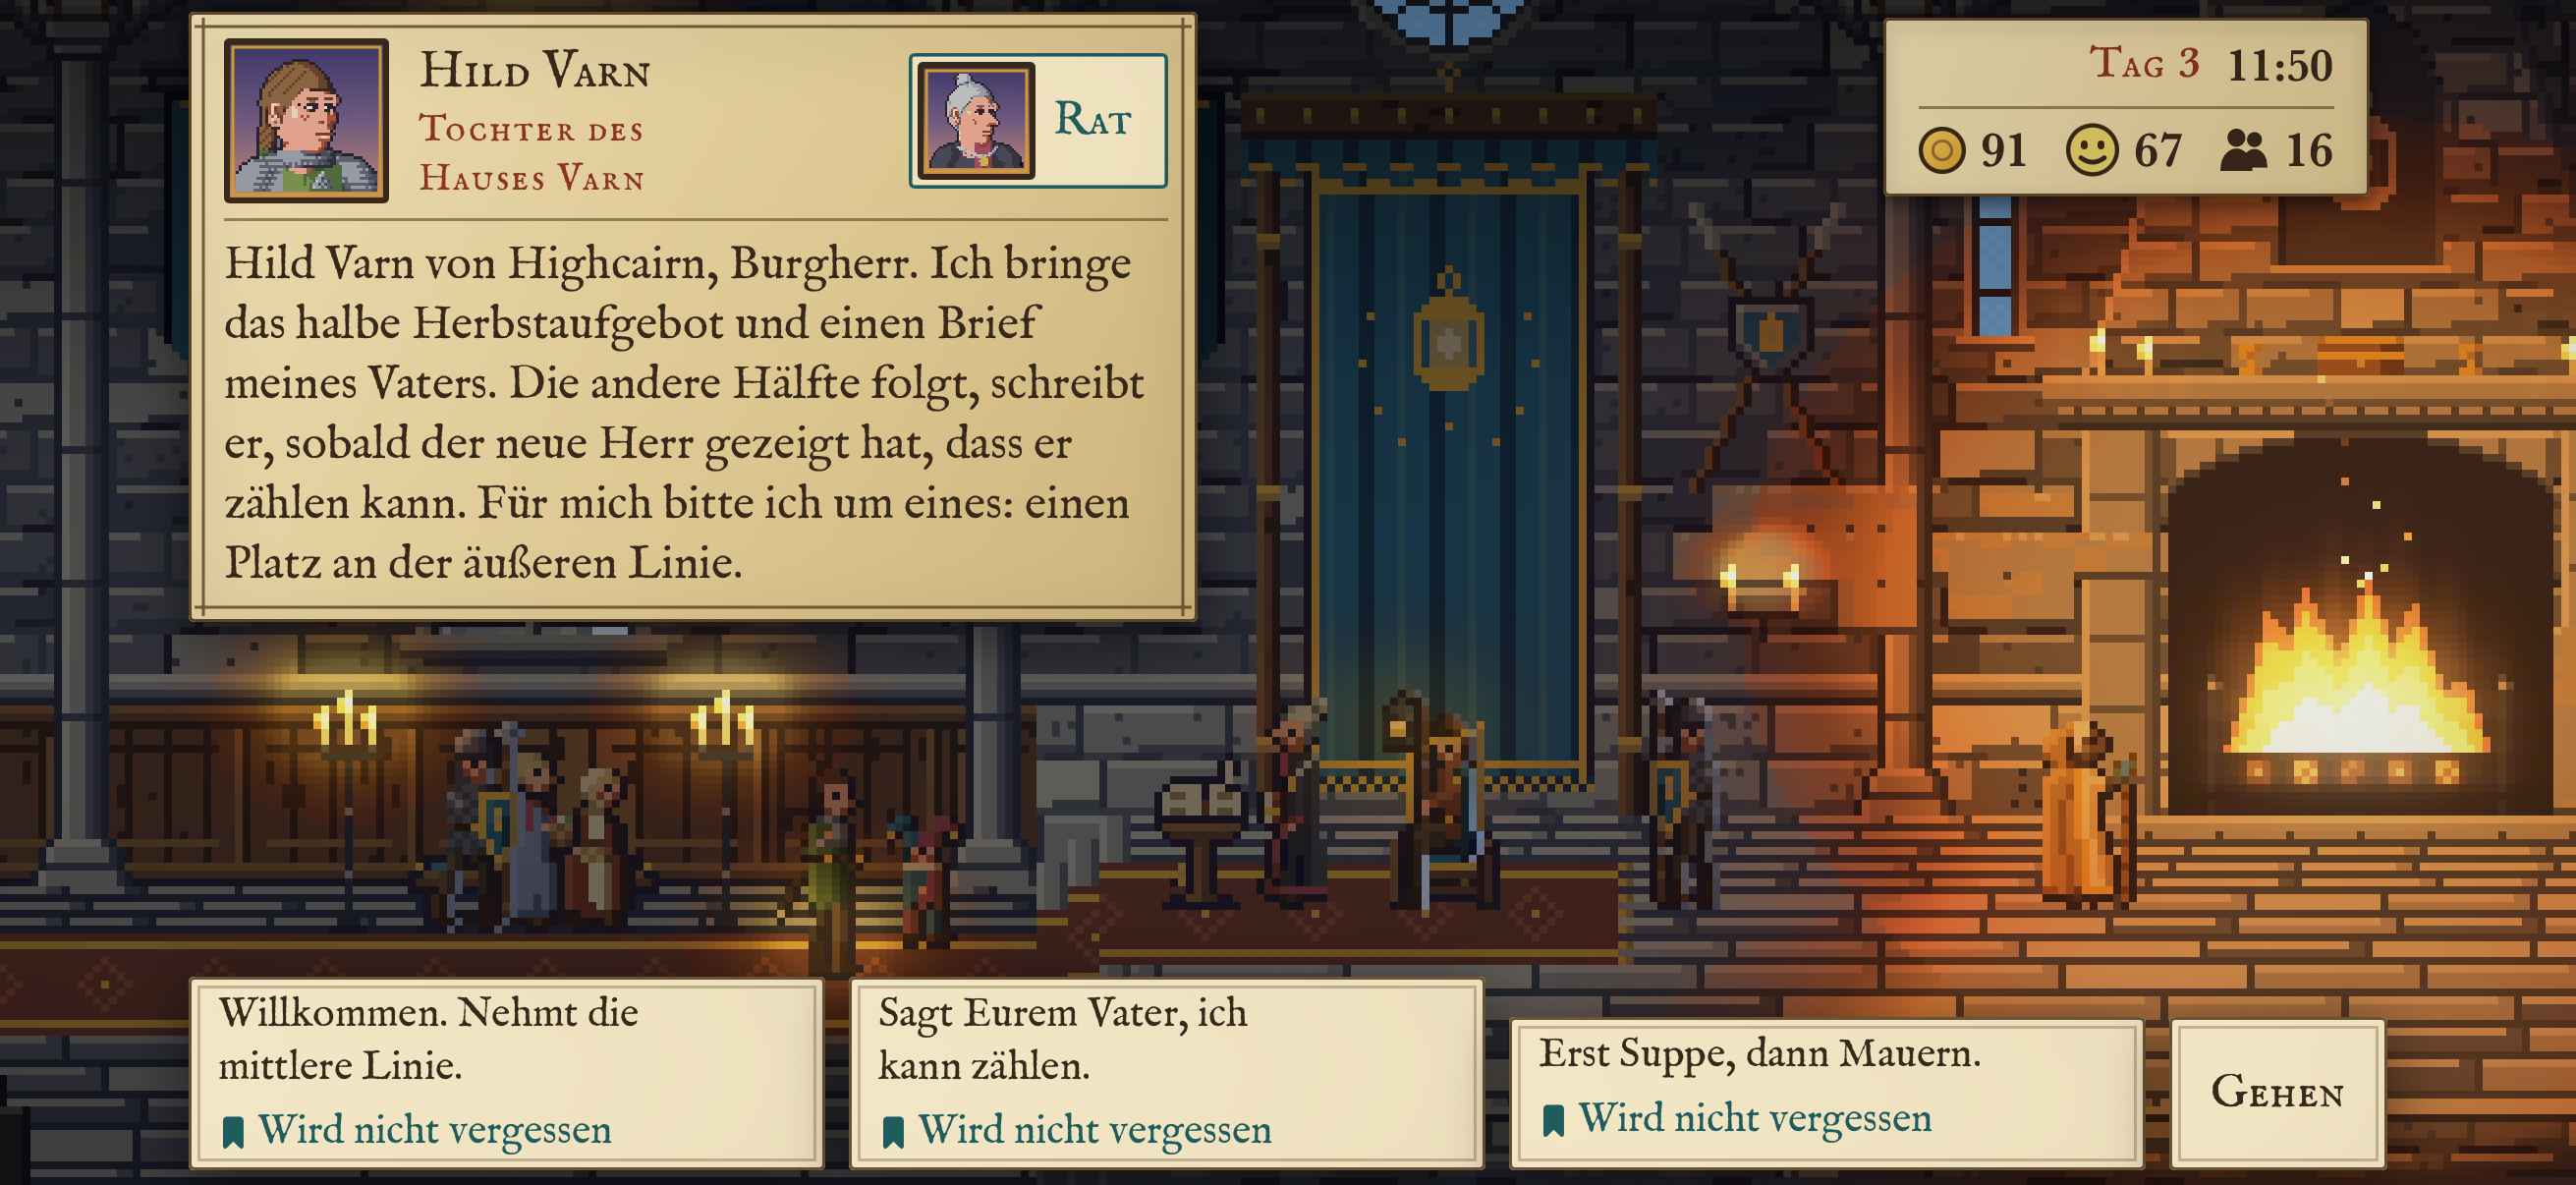 Hild Varn
Tochter des
Hauses Varn
Rat
Hild Varn von Highcairn, Burgherr. Ich bringe
das halbe Herbstaufgebot und einen Brief
meines Vaters. Die andere Hälfte folgt, schreibt
er, sobald der neue Herr gezeigt hat, dass er
zählen kann. Für mich bitte ich um eines: einen
Platz an der äußeren Linie.
Tag 3 11:50
91 67 16
Willkommen. Nehmt die
mittlere Linie.
Wird nicht vergessen
Sagt Eurem Vater, ich
kann zählen.
Wird nicht vergessen
Erst Suppe, dann Mauern.
Wird nicht vergessen
Gehen